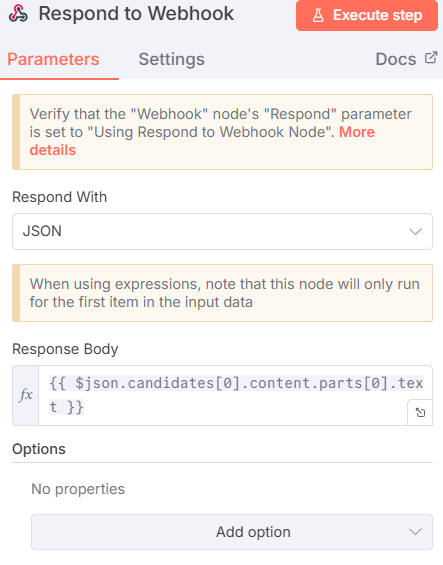 Respond to Webhook
Execute step
Parameters
Settings
Docs
Verify that the "Webhook" node's "Respond" parameter
is set to "Using Respond to Webhook Node". More
details
Respond With
JSON
When using expressions, note that this node will only run
for the first item in the input data
Response Body
fx
{{ $json.candidates[0].content.parts[0].tex
t }}
Options
No properties
Add option